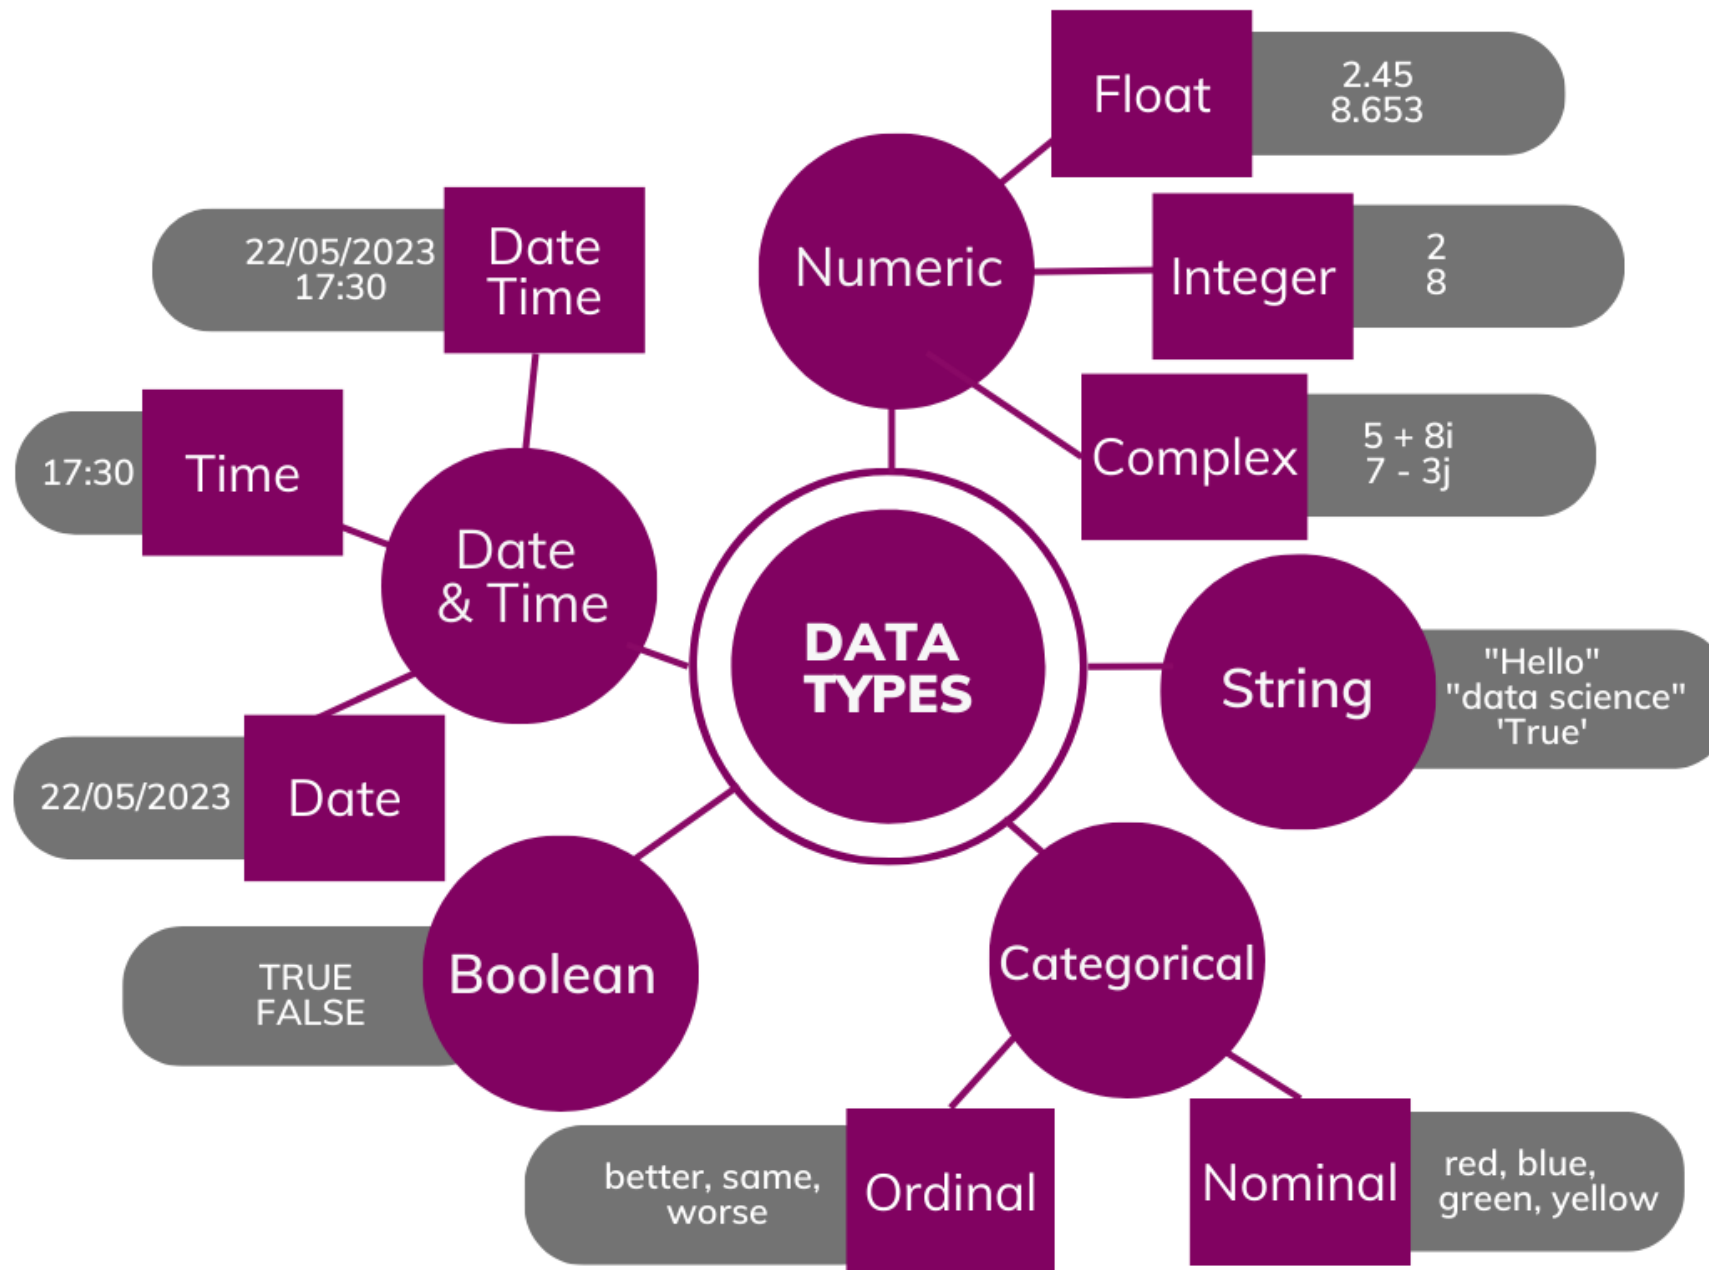 DATA
TYPES
Numeric
Float
2.45
8.653
Integer
2
8
Complex
5 + 8i
7 - 3j
String
"Hello"
"data science"
'True'
Categorical
Nominal
red, blue,
green, yellow
Ordinal
better, same,
worse
Boolean
TRUE
FALSE
Date
& Time
Date
22/05/2023
Time
17:30
Date
Time
22/05/2023
17:30